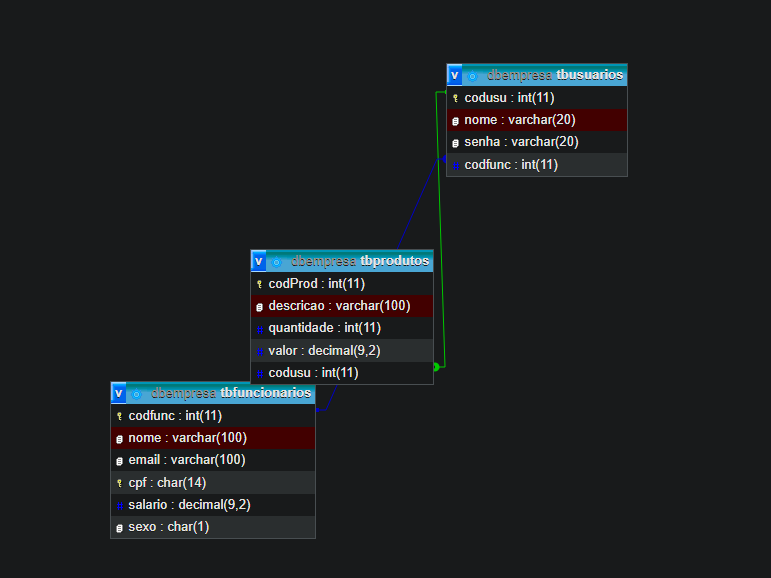 v dbempresa tbusuarios
codusu : int(11)
nome : varchar(20)
senha : varchar(20)
codfunc : int(11)
v dbempresa tbprodutos
codProd : int(11)
descricao : varchar(100)
quantidade : int(11)
valor : decimal(9,2)
codusu : int(11)
v dbempresa tbfuncionarios
codfunc : int(11)
nome : varchar(100)
email : varchar(100)
cpf : char(14)
salario : decimal(9,2)
sexo : char(1)